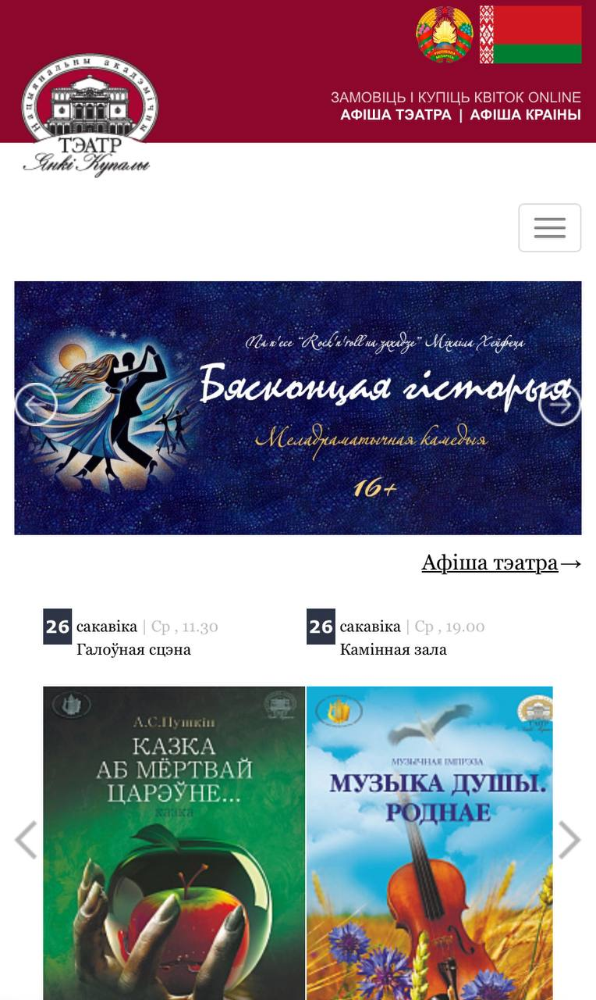 ЗАМОВІЦЬ І КУПІЦЬ КВІТОК ONLINE
АФІША ТЭАТРА | АФІША КРАІНЫ
Нацыянальны акадэмічны
ТЭАТР
Янкі Купалы
Па п'есе "Rock'n'roll на захадзе" Міхаіла Хейфеца
Бясконцая гісторыя
Меладраматычная камедыя
16+
Афіша тэатра→
26 сакавіка | Ср , 11.30
Галоўная сцэна
26 сакавіка | Ср , 19.00
Камінная зала
А.С.Пушкін
КАЗКА
АБ МЁРТВАЙ
ЦАРЭЎНЕ...
казка
МУЗЫЧНАЯ ІМПРЭЗА
МУЗЫКА ДУШЫ.
РОДНАЕ